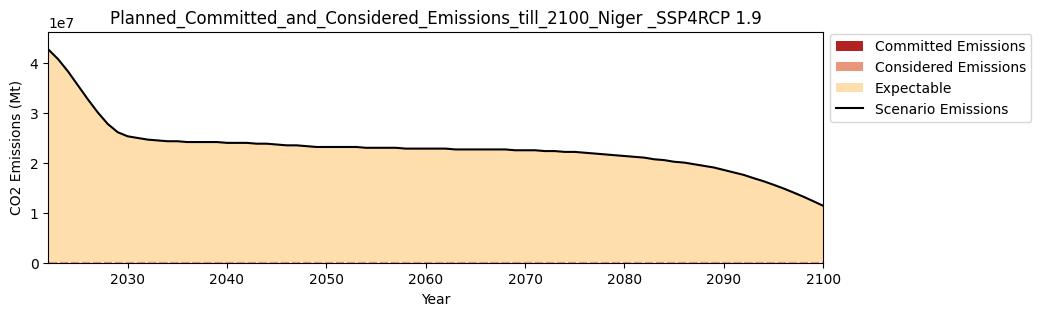 Planned_Committed_and_Considered_Emissions_till_2100_Niger _SSP4RCP 1.9
1e7
Committed Emissions
Considered Emissions
Expectable
Scenario Emissions
CO2 Emissions (Mt)
4
3
2
1
0
2030 2040 2050 2060 2070 2080 2090 2100
Year